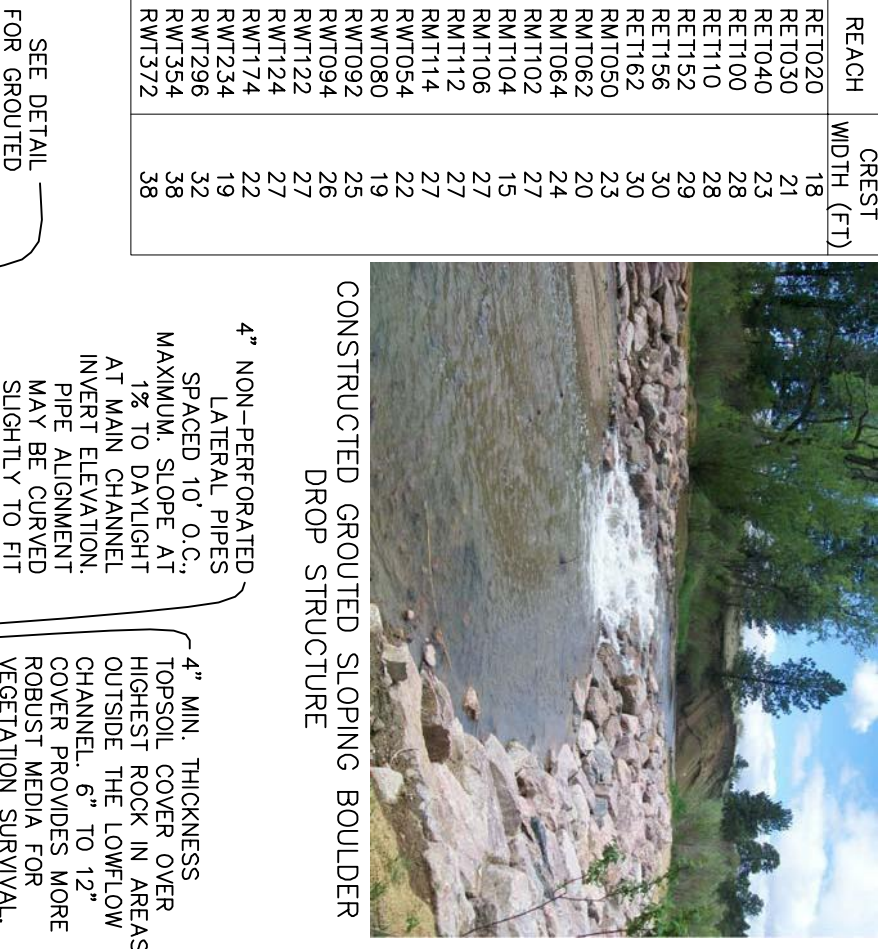 REACH CREST
WIDTH (FT)
RET020 18
RET030 21
RET040 23
RET100 28
RET110 28
RET152 29
RET156 30
RET162 30
RMT050 23
RMT062 20
RMT064 24
RMT102 27
RMT104 15
RMT106 27
RMT112 27
RMT114 27
RWT054 22
RWT080 19
RWT092 25
RWT094 26
RWT122 27
RWT124 27
RWT174 22
RWT234 19
RWT296 32
RWT354 38
RWT372 38
CONSTRUCTED GROUTED SLOPING BOULDER
DROP STRUCTURE
SEE DETAIL
FOR GROUTED
4" NON-PERFORATED
LATERAL PIPES
SPACED 10' O.C.,
MAXIMUM. SLOPE AT
1% TO DAYLIGHT
AT MAIN CHANNEL
INVERT ELEVATION.
PIPE ALIGNMENT
MAY BE CURVED
SLIGHTLY TO FIT
4" MIN. THICKNESS
TOPSOIL COVER OVER
HIGHEST ROCK IN AREAS
OUTSIDE THE LOWFLOW
CHANNEL. 6" TO 12"
COVER PROVIDES MORE
ROBUST MEDIA FOR
VEGETATION SURVIVAL.